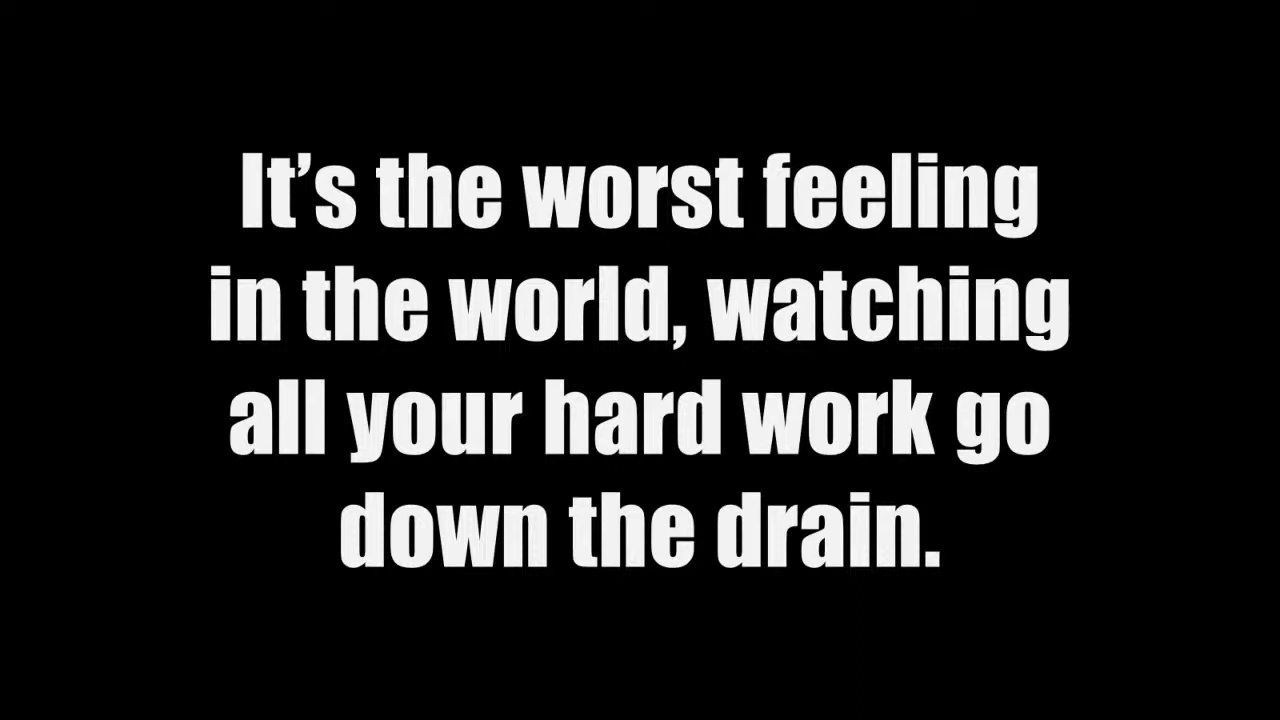 It’s the worst feeling
in the world, watching
all your hard work go
down the drain.